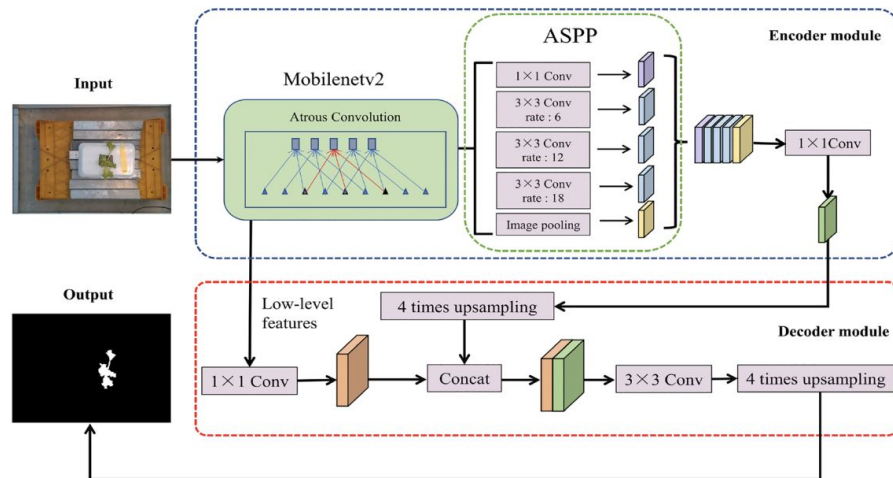 ASPP
Encoder module
Input
Mobilenetv2
Atrous Convolution
1×1 Conv
3×3 Conv
rate : 6
3×3 Conv
rate : 12
3×3 Conv
rate : 18
Image pooling
1×1Conv
Output
Low-level
features
4 times upsampling
Decoder module
1×1 Conv
Concat
3×3 Conv
4 times upsampling